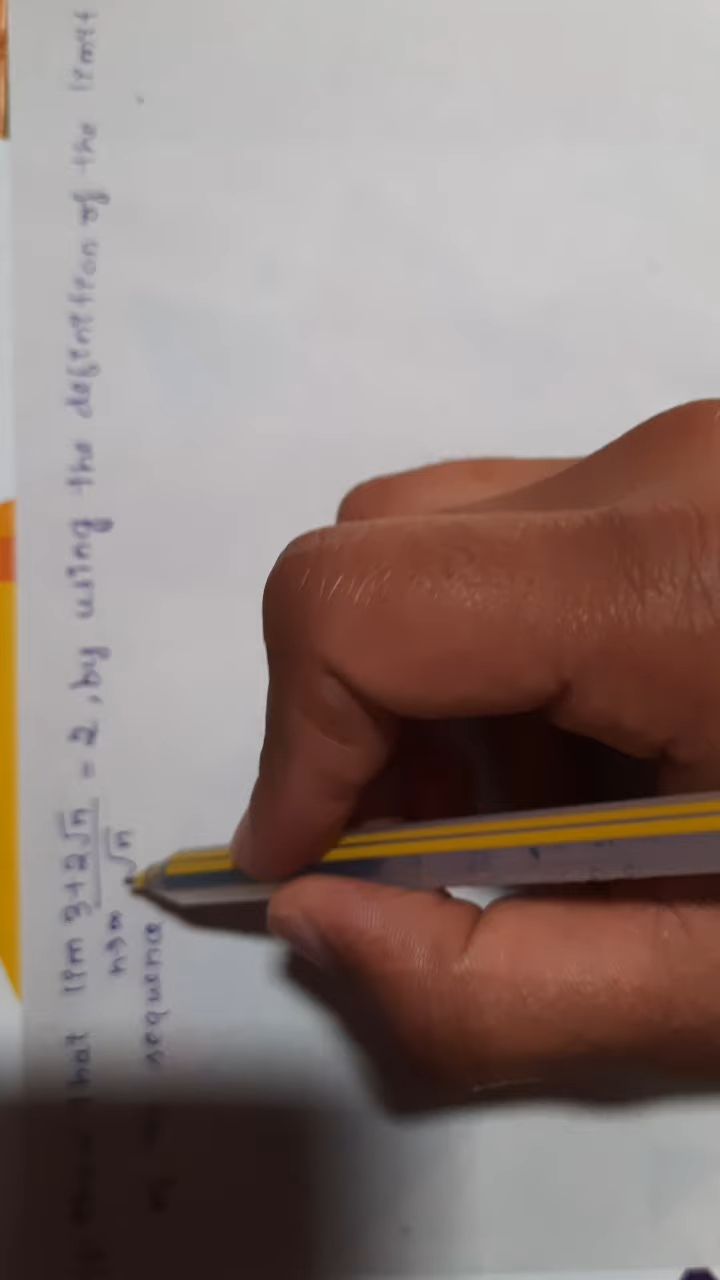 that lim 3+2√n = 2, by using the definition of the limit
n→∞ √n
sequence